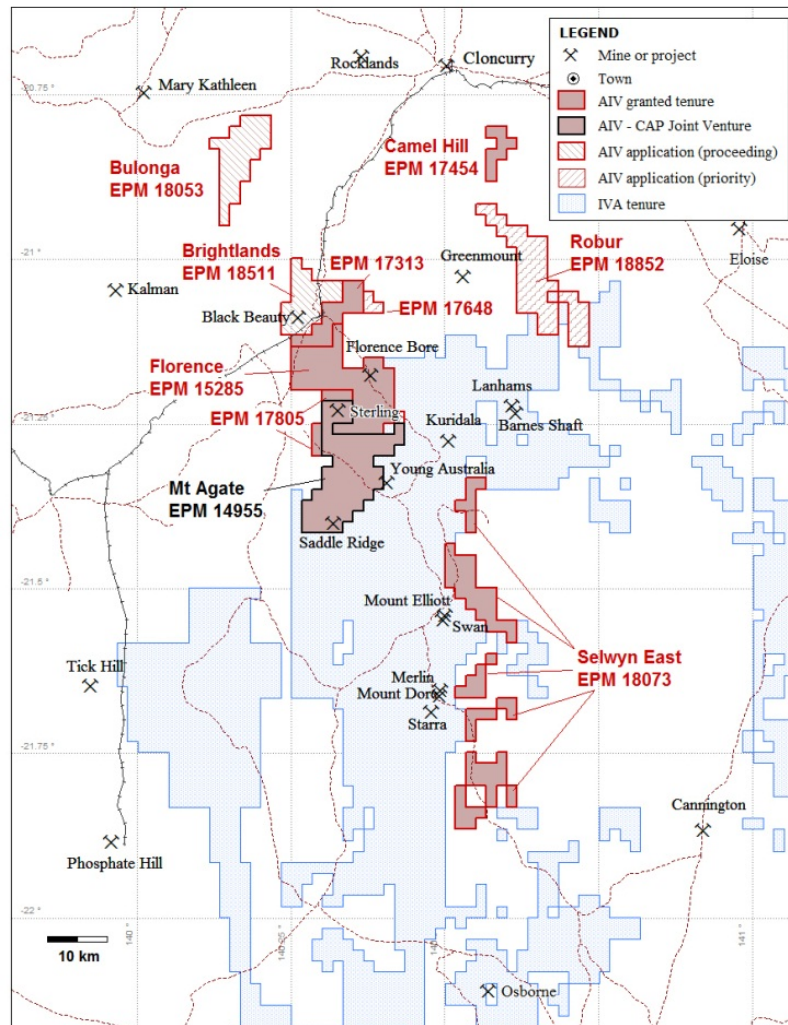 LEGEND
Mine or project
Town
AIV granted tenure
AIV - CAP Joint Venture
AIV application (proceeding)
AIV application (priority)
IVA tenure
Rocklands
Cloncurry
-20.75 °
Mary Kathleen
Bulonga
EPM 18053
Camel Hill
EPM 17454
Eloise
-21 °
Brightlands
EPM 18511
EPM 17313
Greenmount
Robur
EPM 18852
Kalman
EPM 17648
Black Beauty
Florence Bore
Florence
EPM 15285
Lanhams
Barnes Shaft
EPM 17805
Sterling
-21.25 °
Kuridala
Mt Agate
EPM 14955
Young Australia
Saddle Ridge
-21.5 °
Mount Elliott
Swan
Selwyn East
EPM 18073
Tick Hill
Merlin
Mount Dore
Starra
-21.75 °
Cannington
Phosphate Hill
-22 °
10 km
140 °
140.25 °
141 °
Osborne